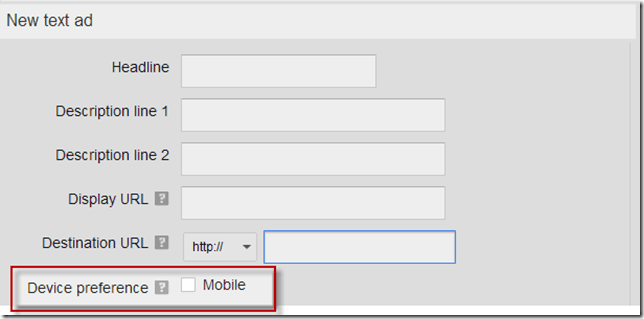 New text ad
Headline
Description line 1
Description line 2
Display URL ?
Destination URL ? http://
Device preference ? Mobile